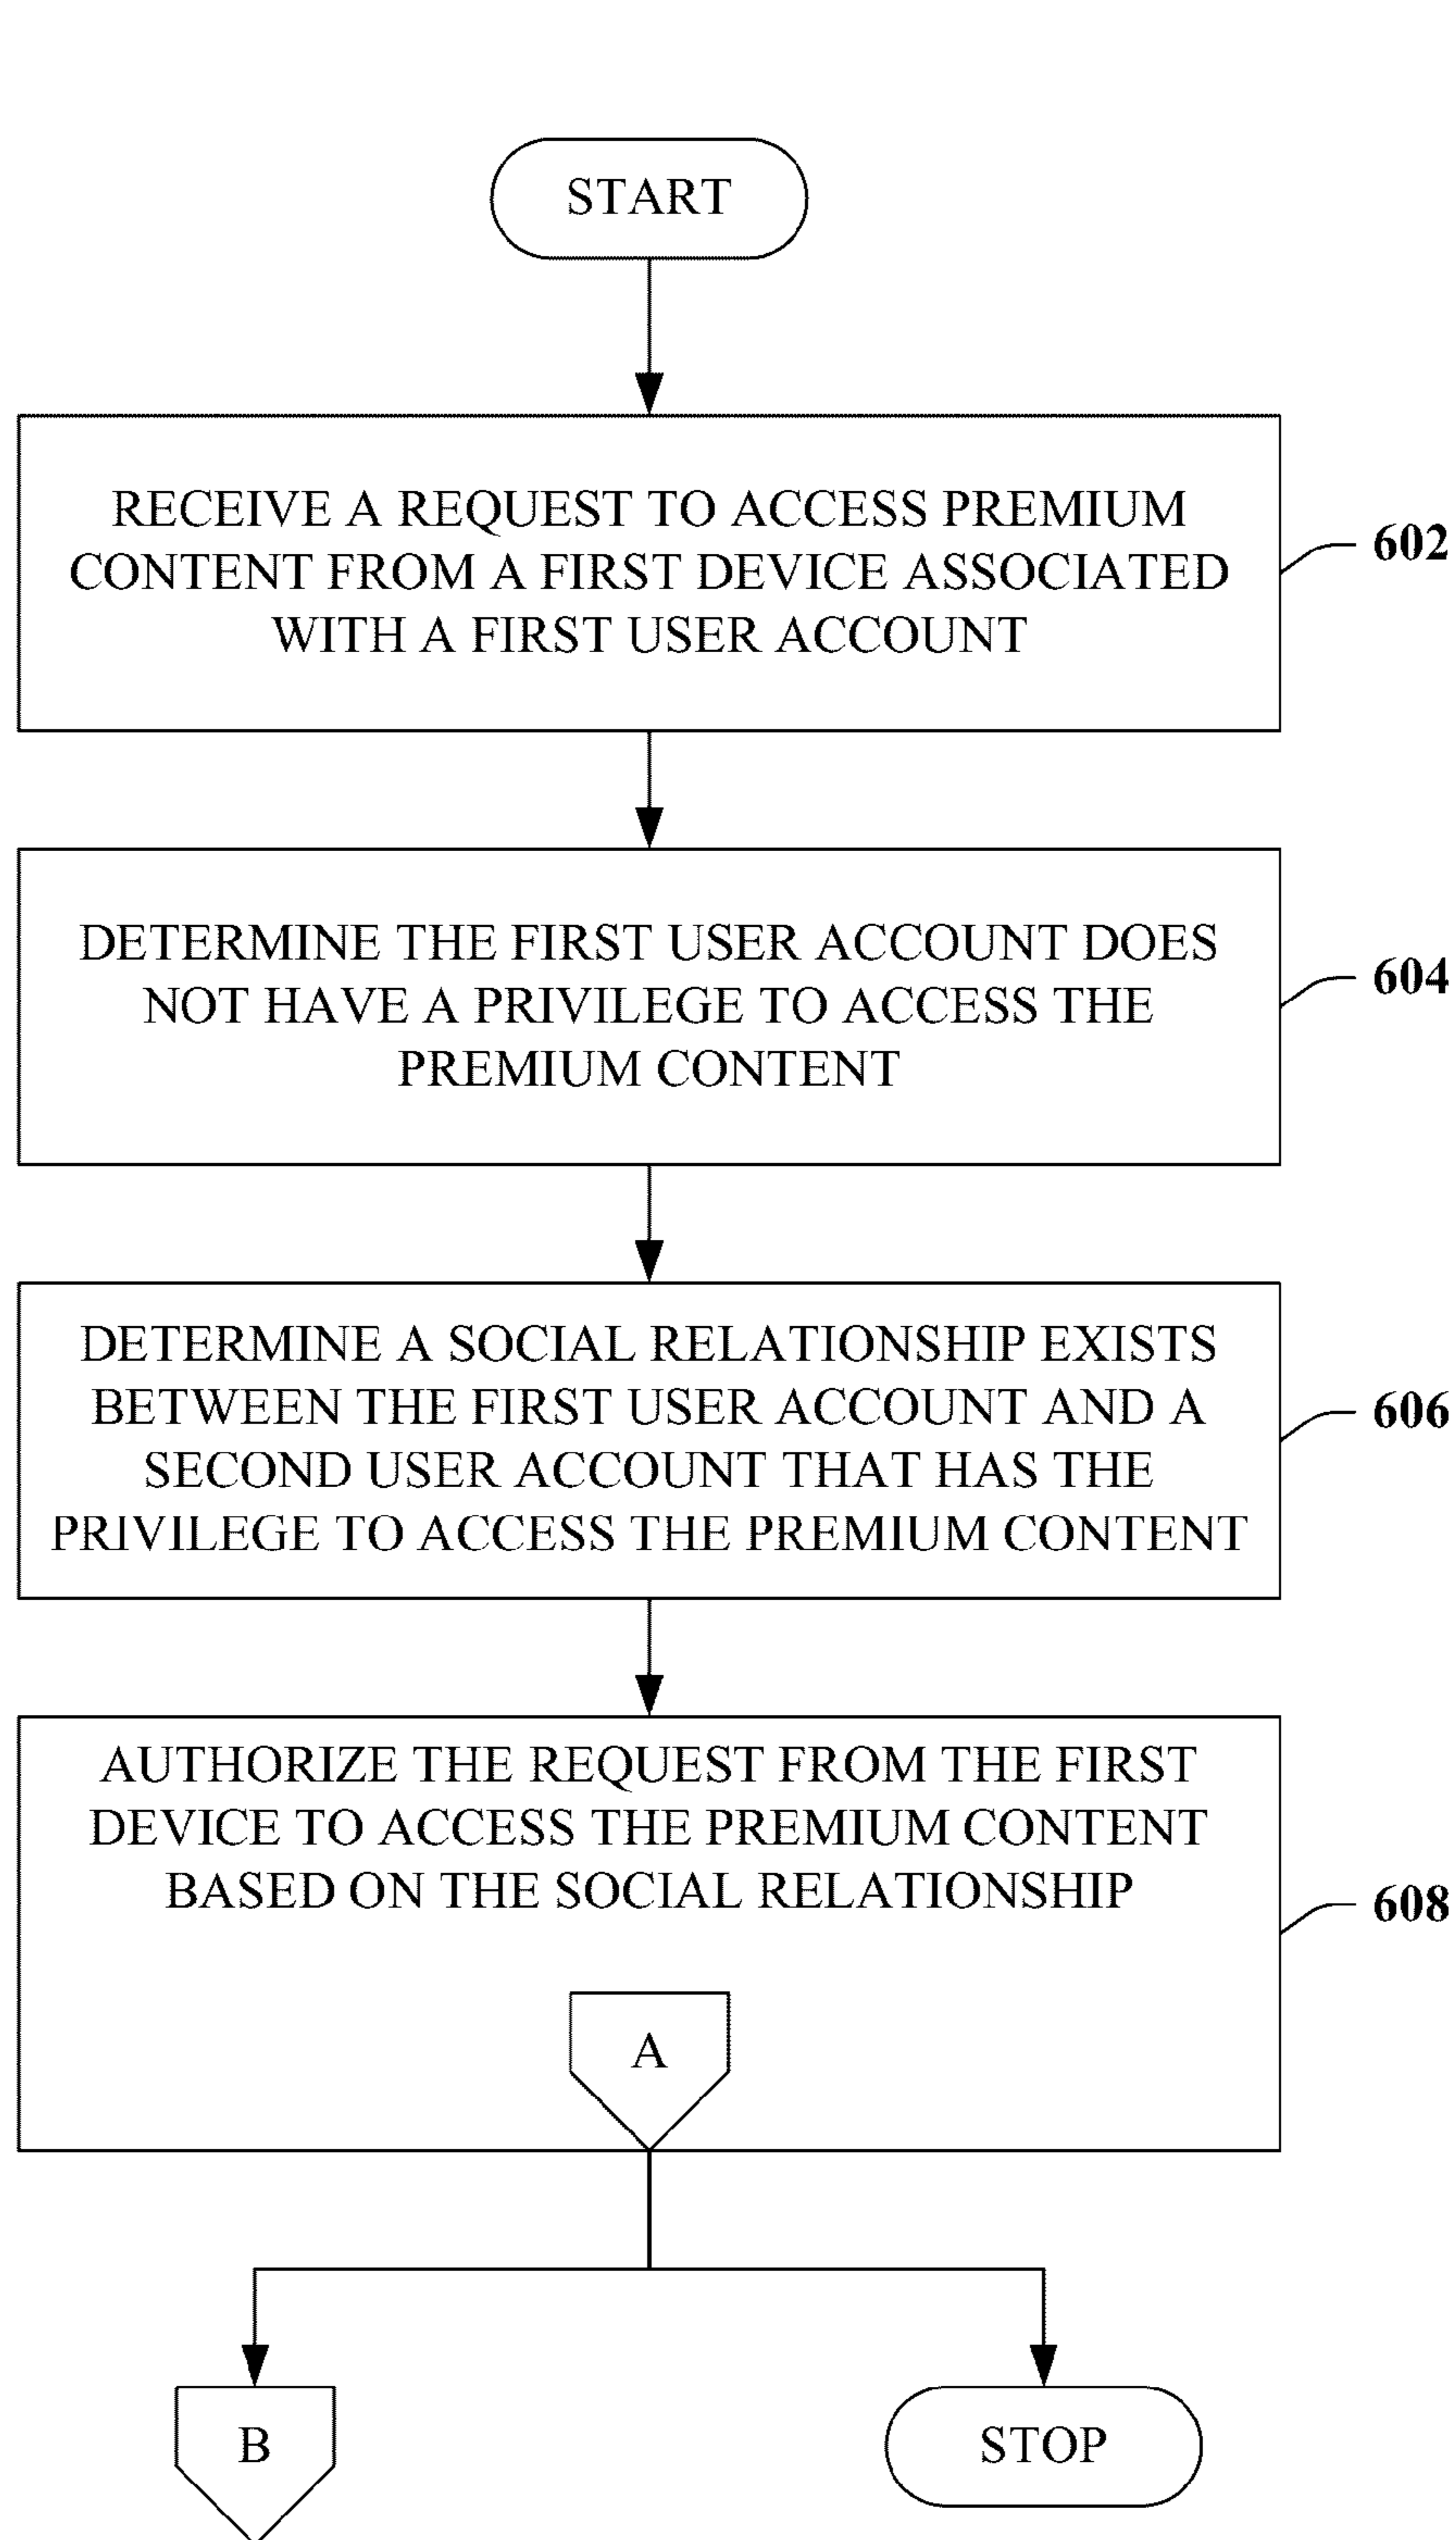 START
RECEIVE A REQUEST TO ACCESS PREMIUM
CONTENT FROM A FIRST DEVICE ASSOCIATED
WITH A FIRST USER ACCOUNT
602
DETERMINE THE FIRST USER ACCOUNT DOES
NOT HAVE A PRIVILEGE TO ACCESS THE
PREMIUM CONTENT
604
DETERMINE A SOCIAL RELATIONSHIP EXISTS
BETWEEN THE FIRST USER ACCOUNT AND A
SECOND USER ACCOUNT THAT HAS THE
PRIVILEGE TO ACCESS THE PREMIUM CONTENT
606
AUTHORIZE THE REQUEST FROM THE FIRST
DEVICE TO ACCESS THE PREMIUM CONTENT
BASED ON THE SOCIAL RELATIONSHIP
608
A
B
STOP